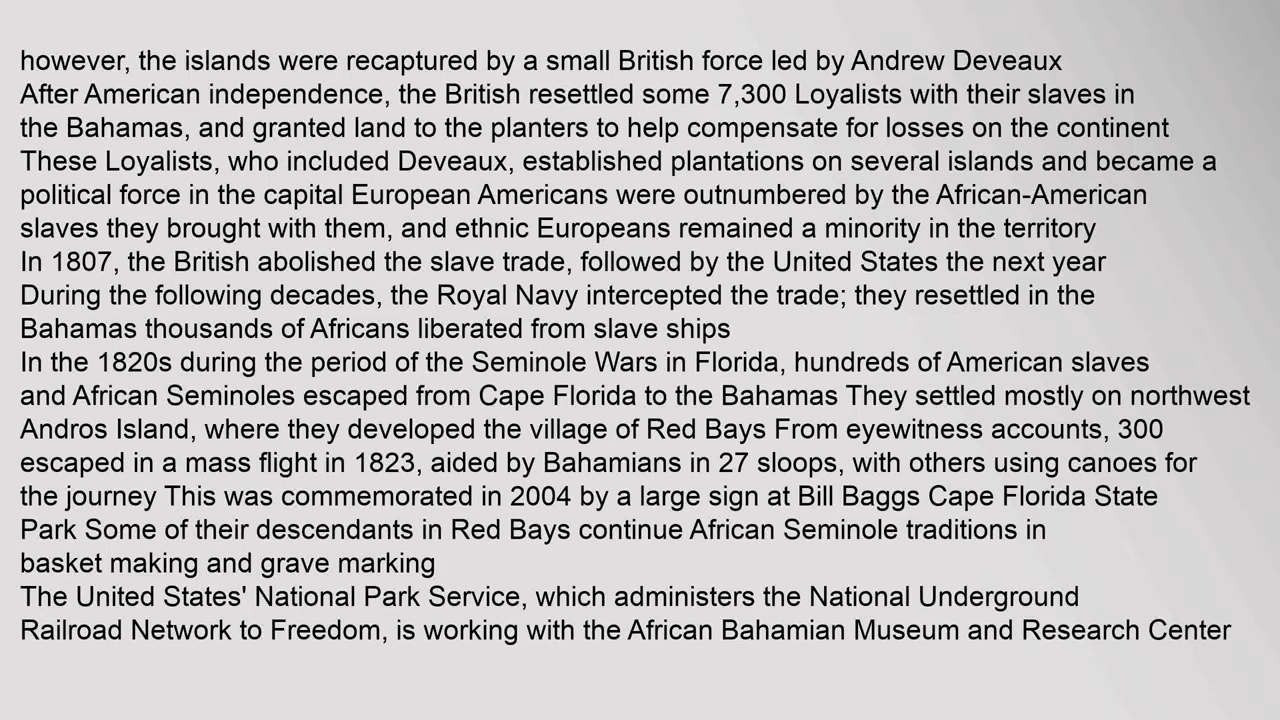 however, the islands were recaptured by a small British force led by Andrew Deveaux
After American independence, the British resettled some 7,300 Loyalists with their slaves in
the Bahamas, and granted land to the planters to help compensate for losses on the continent
These Loyalists, who included Deveaux, established plantations on several islands and became a
political force in the capital European Americans were outnumbered by the African-American
slaves they brought with them, and ethnic Europeans remained a minority in the territory
In 1807, the British abolished the slave trade, followed by the United States the next year
During the following decades, the Royal Navy intercepted the trade; they resettled in the
Bahamas thousands of Africans liberated from slave ships
In the 1820s during the period of the Seminole Wars in Florida, hundreds of American slaves
and African Seminoles escaped from Cape Florida to the Bahamas They settled mostly on northwest
Andros Island, where they developed the village of Red Bays From eyewitness accounts, 300
escaped in a mass flight in 1823, aided by Bahamians in 27 sloops, with others using canoes for
the journey This was commemorated in 2004 by a large sign at Bill Baggs Cape Florida State
Park Some of their descendants in Red Bays continue African Seminole traditions in
basket making and grave marking
The United States' National Park Service, which administers the National Underground
Railroad Network to Freedom, is working with the African Bahamian Museum and Research Center